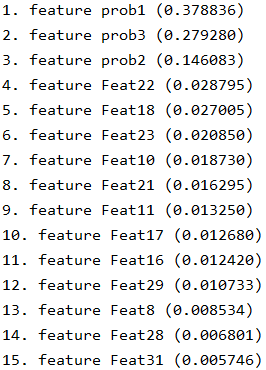 1. feature prob1 (0.378836)
2. feature prob3 (0.279280)
3. feature prob2 (0.146083)
4. feature Feat22 (0.028795)
5. feature Feat18 (0.027005)
6. feature Feat23 (0.020850)
7. feature Feat10 (0.018730)
8. feature Feat21 (0.016295)
9. feature Feat11 (0.013250)
10. feature Feat17 (0.012680)
11. feature Feat16 (0.012420)
12. feature Feat29 (0.010733)
13. feature Feat8 (0.008534)
14. feature Feat28 (0.006801)
15. feature Feat31 (0.005746)